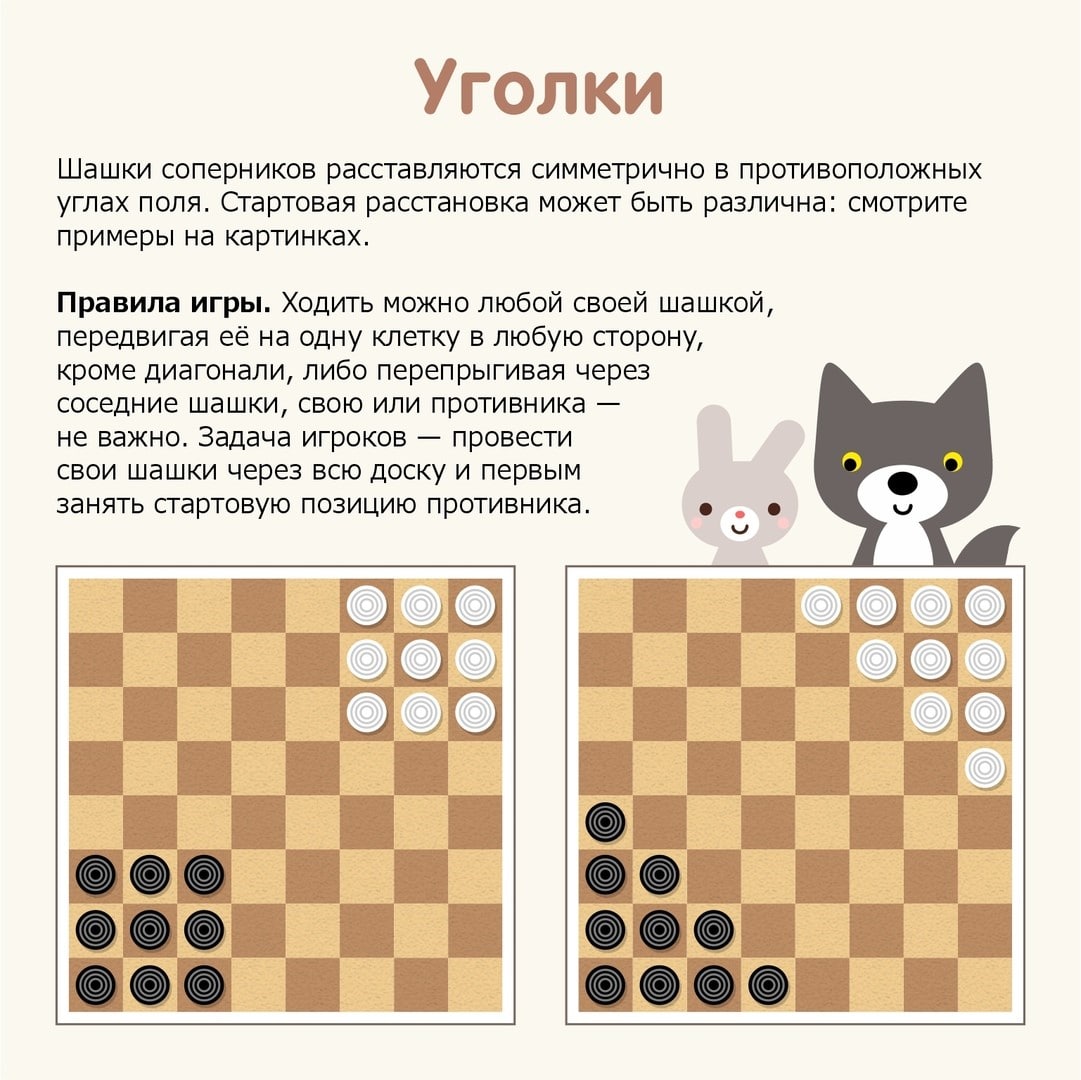 Уголки
Шашки соперников расставляются симметрично в противоположных
углах поля. Стартовая расстановка может быть различна: смотрите
примеры на картинках.
Правила игры. Ходить можно любой своей шашкой,
передвигая её на одну клетку в любую сторону,
кроме диагонали, либо перепрыгивая через
соседние шашки, свою или противника —
не важно. Задача игроков — провести
свои шашки через всю доску и первым
занять стартовую позицию противника.